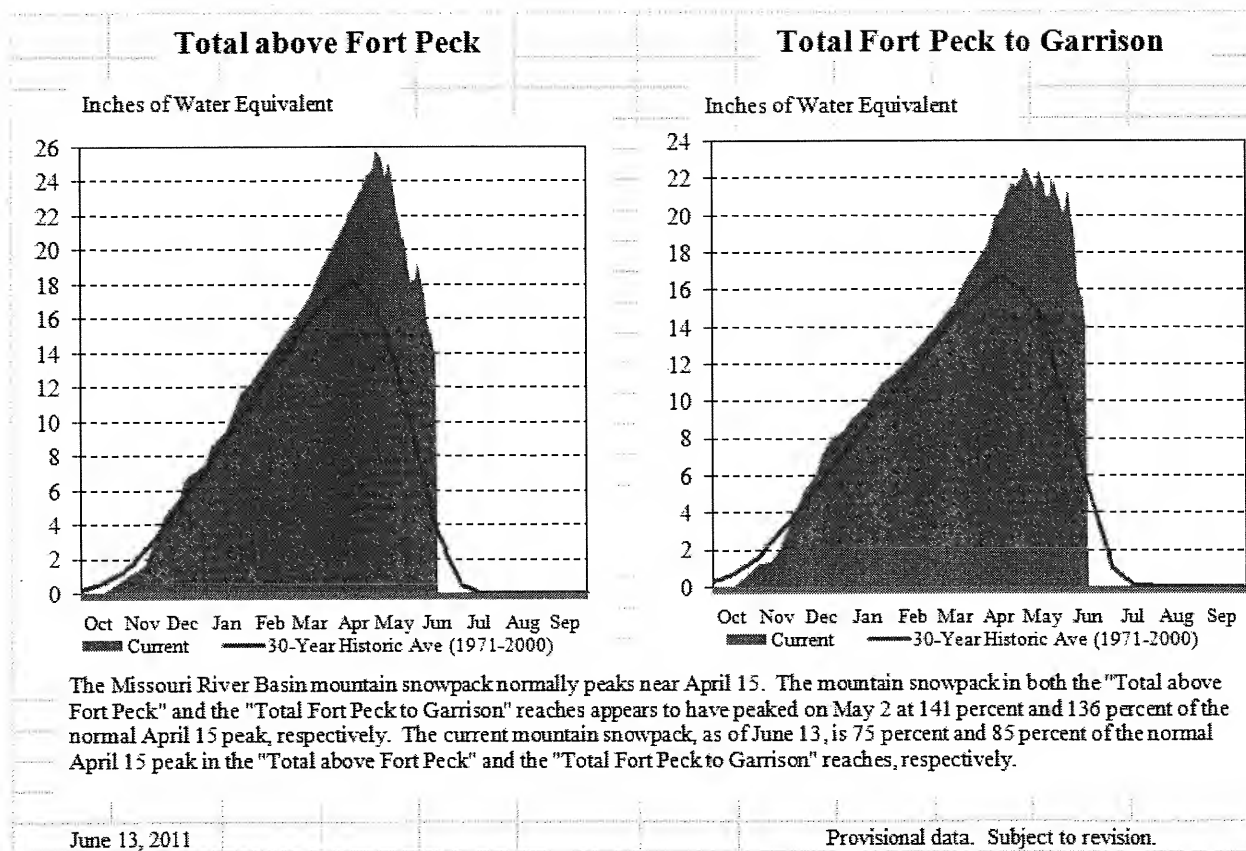 Total above Fort Peck
Inches of Water Equivalent
26
24
22
20
18
16
14
12
10
8
6
4
2
0
Oct Nov Dec Jan Feb Mar Apr May Jun Jul Aug Sep
Current 30-Year Historic Ave (1971-2000)
Total Fort Peck to Garrison
Inches of Water Equivalent
24
22
20
18
16
14
12
10
8
6
4
2
0
Oct Nov Dec Jan Feb Mar Apr May Jun Jul Aug Sep
Current 30-Year Historic Ave (1971-2000)
The Missouri River Basin mountain snowpack normally peaks near April 15. The mountain snowpack in both the "Total above
Fort Peck" and the "Total Fort Peck to Garrison" reaches appears to have peaked on May 2 at 141 percent and 136 percent of the
normal April 15 peak, respectively. The current mountain snowpack, as of June 13, is 75 percent and 85 percent of the normal
April 15 peak in the "Total above Fort Peck" and the "Total Fort Peck to Garrison" reaches, respectively.
June 13, 2011
Provisional data. Subject to revision.